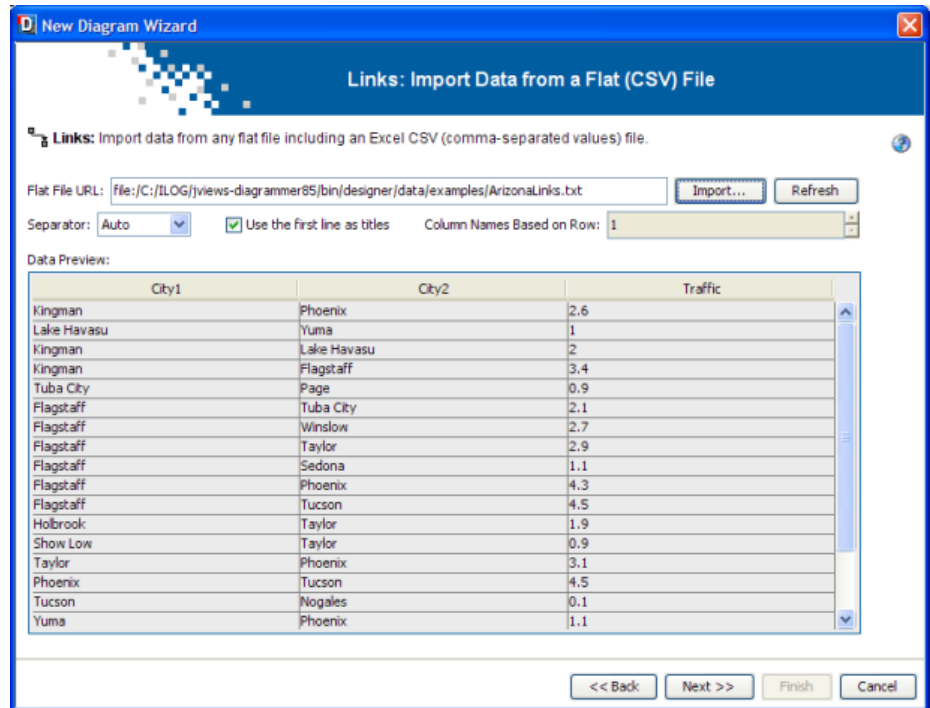 New Diagram Wizard
Links: Import Data from a Flat (CSV) File
Links: Import data from any flat file including an Excel CSV (comma-separated values) file.
Flat File URL: file:/C:/ILOG/jviews-diagrammer85/bin/designer/data/examples/ArizonaLinks.txt Import... Refresh
Separator: Auto Use the first line as titles Column Names Based on Row: 1
Data Preview:
City1 City2 Traffic
Kingman Phoenix 2.6
Lake Havasu Yuma 1
Kingman Lake Havasu 2
Kingman Flagstaff 3.4
Tuba City Page 0.9
Flagstaff Tuba City 2.1
Flagstaff Winslow 2.7
Flagstaff Taylor 2.9
Flagstaff Sedona 1.1
Flagstaff Phoenix 4.3
Flagstaff Tucson 4.5
Holbrook Taylor 1.9
Show Low Taylor 0.9
Taylor Phoenix 3.1
Phoenix Tucson 4.5
Tucson Nogales 0.1
Yuma Phoenix 1.1
<< Back Next >> Finish Cancel